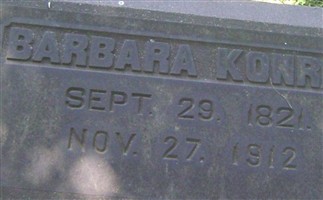 BARBARA KONR
SEPT. 29. 1821.
NOV. 27, 1912